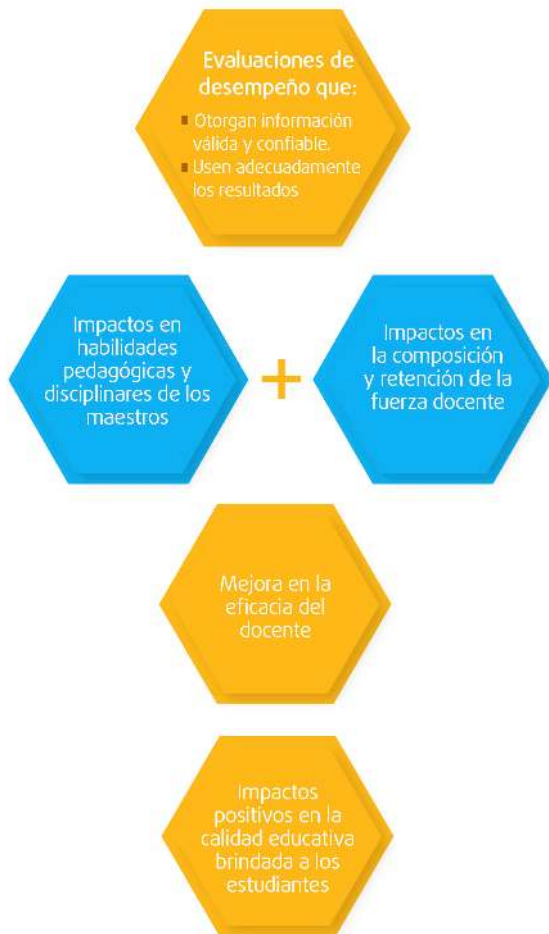 Evaluaciones de
desempeño que:
▪ Otorgan información
válida y confiable.
▪ Usen adecuadamente
los resultados
Impactos en
habilidades
pedagógicas y
disciplinares de los
maestros
+
Impactos en
la composición
y retención de la
fuerza docente
Mejora en la
eficacia del
docente
Impactos
positivos en la
calidad educativa
brindada a los
estudiantes